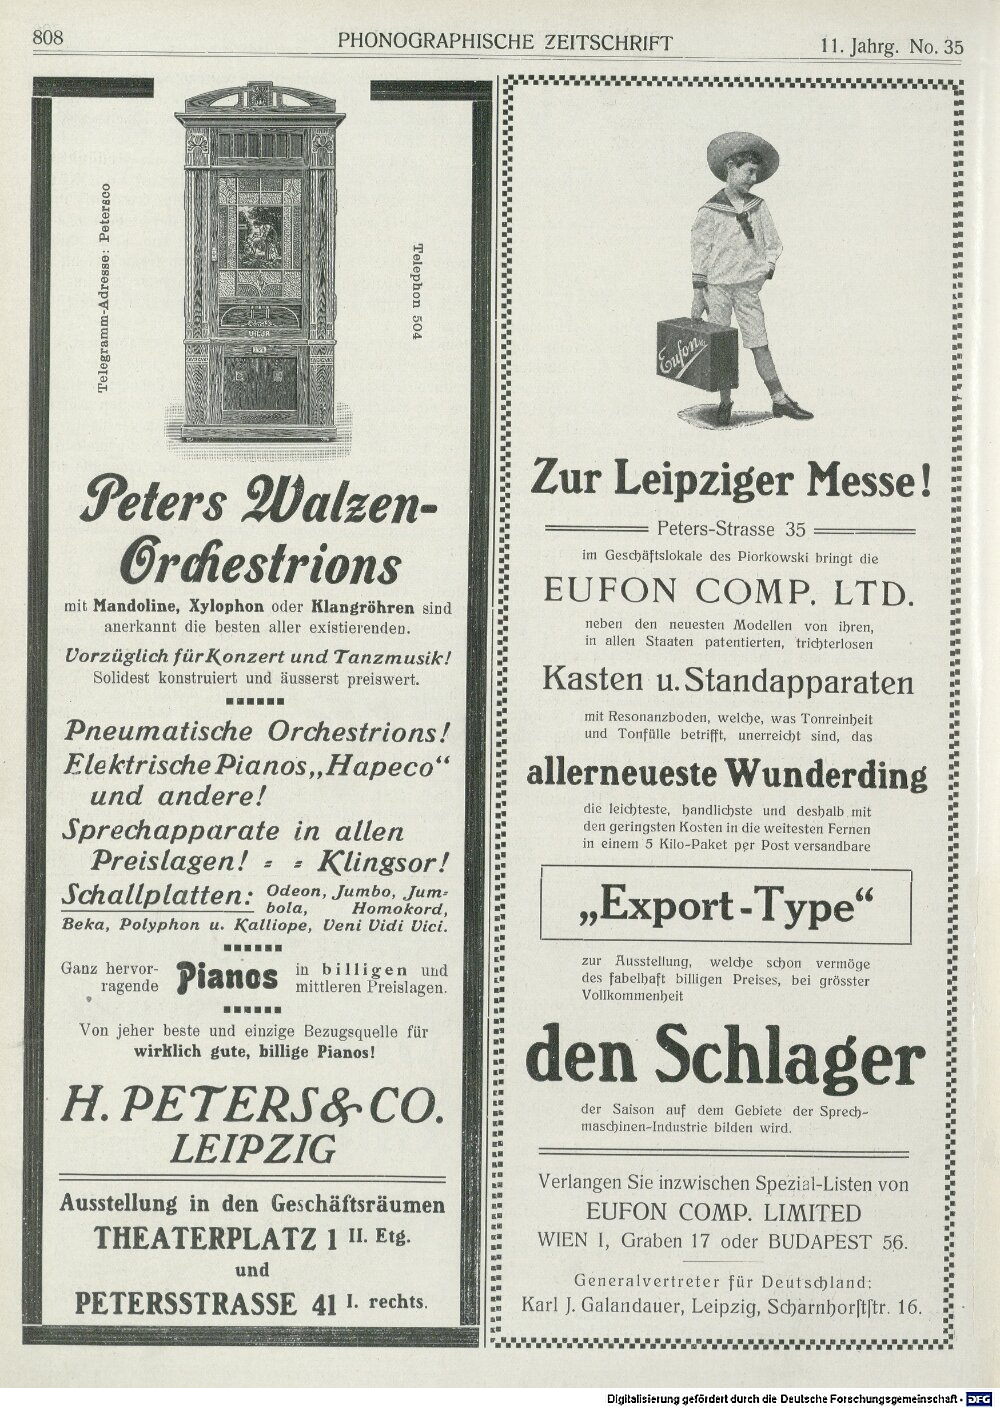 808
PHONOGRAPHISCHE ZEITSCHRIFT
11. Jahrg. No. 35
Telegramm-Adresse: Petersco
Telephon 504
Peters Walzen-
Orchestrions
mit Mandoline, Xylophon oder Klangröhren sind
anerkannt die besten aller existierenden.
Vorzüglich für Konzert und Tanzmusik!
Solidest konstruiert und äusserst preiswert.
Pneumatische Orchestrions!
Elektrische Pianos „Hapeco“
und andere!
Sprechapparate in allen
Preislagen! = = Klingsor!
Schallplatten: Odeon, Jumbo, Jum-
bola, Homokord,
Beka, Polyphon u. Kalliope, Veni Vidi Vici.
Ganz hervor-
ragende
Pianos
in billigen und
mittleren Preislagen.
Von jeher beste und einzige Bezugsquelle für
wirklich gute, billige Pianos!
H. PETERS & CO.
LEIPZIG
Ausstellung in den Geschäftsräumen
THEATERPLATZ 1 II. Etg.
und
PETERSSTRASSE 41 I. rechts.
Eufon
Zur Leipziger Messe!
Peters-Strasse 35
im Geschäftslokale des Piorkowski bringt die
EUFON COMP. LTD.
neben den neuesten Modellen von ihren,
in allen Staaten patentierten, trichterlosen
Kasten u. Standapparaten
mit Resonanzboden, welche, was Tonreinheit
und Tonfülle betrifft, unerreicht sind, das
allerneueste Wunderding
die leichteste, handlichste und deshalb mit
den geringsten Kosten in die weitesten Fernen
in einem 5 Kilo-Paket per Post versandbare
„Export-Type“
zur Ausstellung, welche schon vermöge
des fabelhaft billigen Preises, bei grösster
Vollkommenheit
den Schlager
der Saison auf dem Gebiete der Sprech-
maschinen-Industrie bilden wird.
Verlangen Sie inzwischen Spezial-Listen von
EUFON COMP. LIMITED
WIEN I, Graben 17 oder BUDAPEST 56.
Generalvertreter für Deutschland:
Karl J. Galandauer, Leipzig, Scharnhorſtſtr. 16.
Digitalisierung gefördert durch die Deutsche Forschungsgemeinschaft - DFG